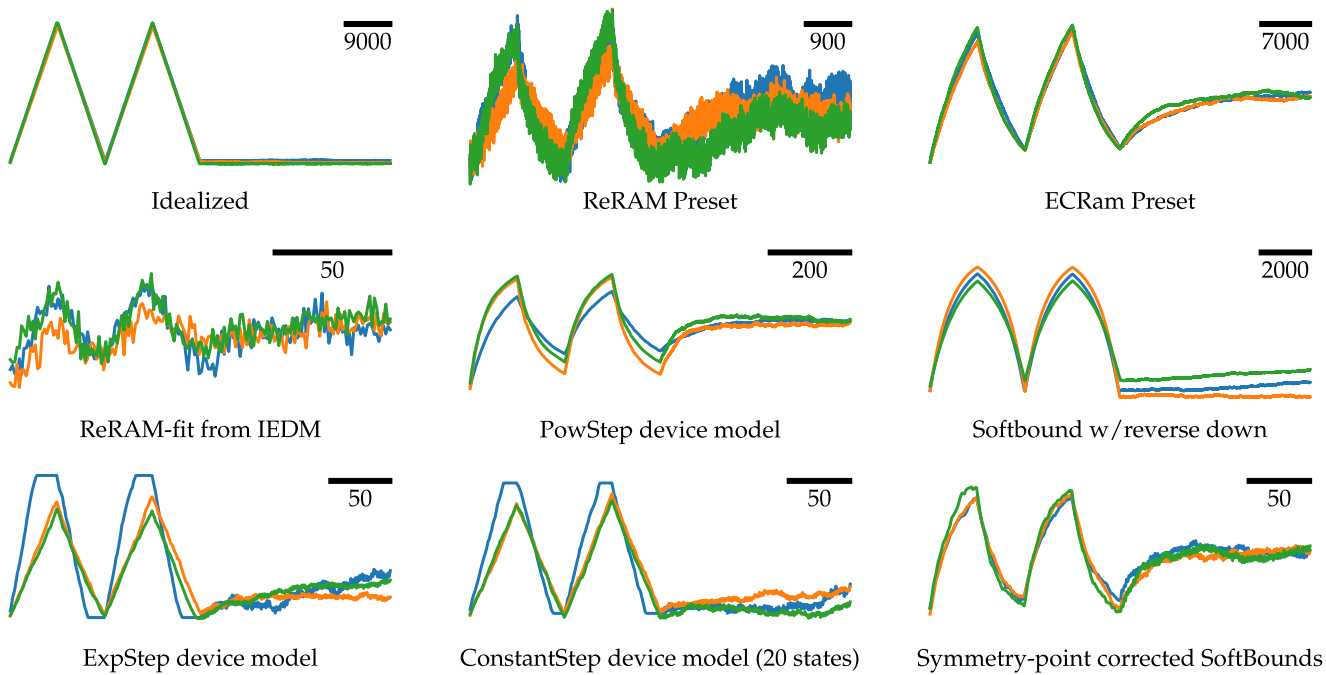 9000
900
7000
Idealized
ReRAM Preset
ECRam Preset
50
200
2000
ReRAM-fit from IEDM
PowStep device model
Softbound w/reverse down
50
50
50
ExpStep device model
ConstantStep device model (20 states)
Symmetry-point corrected SoftBounds